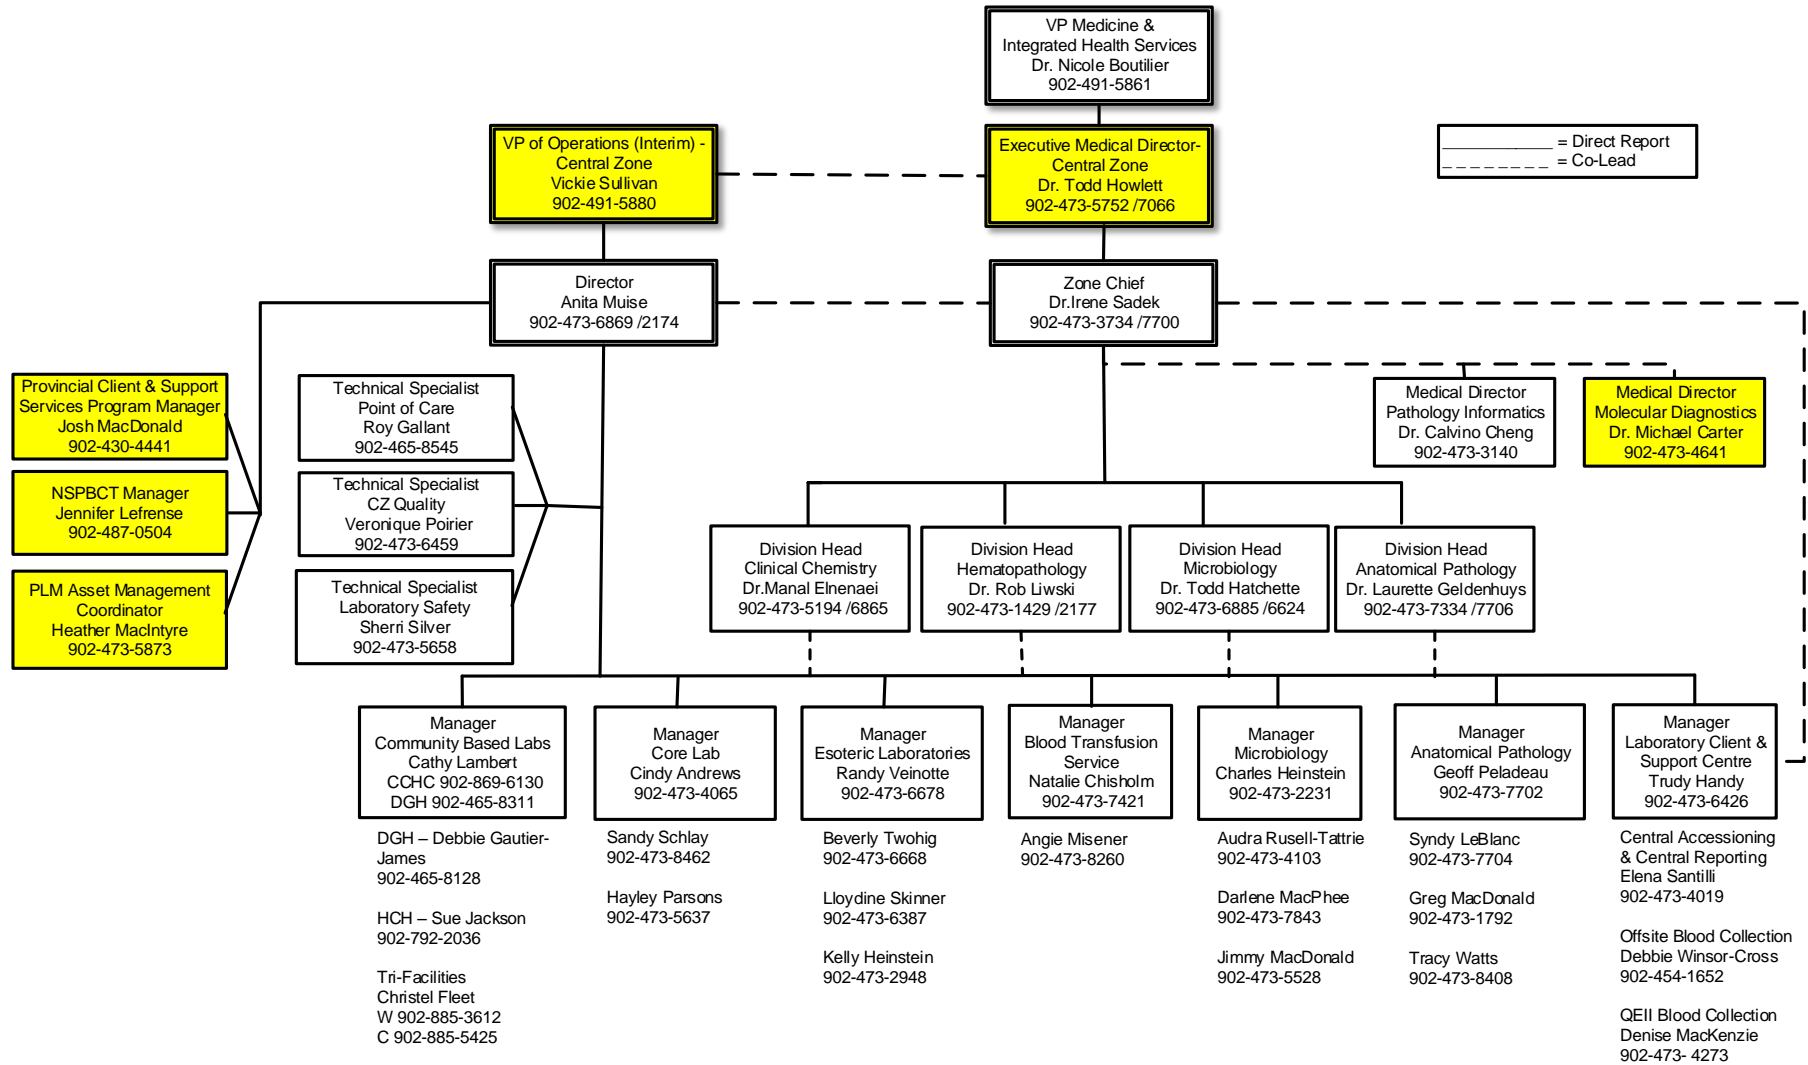 VP Medicine &
Integrated Health Services
Dr. Nicole Boutilier
902-491-5861
VP of Operations (Interim) -
Central Zone
Vickie Sullivan
902-491-5880
Executive Medical Director-
Central Zone
Dr. Todd Howlett
902-473-5752 /7066
____________ = Direct Report
_ _ _ _ _ _ _ _ = Co-Lead
Director
Anita Muise
902-473-6869 /2174
Zone Chief
Dr.Irene Sadek
902-473-3734 /7700
Provincial Client & Support
Services Program Manager
Josh MacDonald
902-430-4441
NSPBCT Manager
Jennifer Lefrense
902-487-0504
PLM Asset Management
Coordinator
Heather MacIntyre
902-473-5873
Technical Specialist
Point of Care
Roy Gallant
902-465-8545
Technical Specialist
CZ Quality
Veronique Poirier
902-473-6459
Technical Specialist
Laboratory Safety
Sherri Silver
902-473-5658
Medical Director
Pathology Informatics
Dr. Calvino Cheng
902-473-3140
Medical Director
Molecular Diagnostics
Dr. Michael Carter
902-473-4641
Division Head
Clinical Chemistry
Dr.Manal Elnenaei
902-473-5194 /6865
Division Head
Hematopathology
Dr. Rob Liwski
902-473-1429 /2177
Division Head
Microbiology
Dr. Todd Hatchette
902-473-6885 /6624
Division Head
Anatomical Pathology
Dr. Laurette Geldenhuys
902-473-7334 /7706
Manager
Community Based Labs
Cathy Lambert
CCHC 902-869-6130
DGH 902-465-8311
Manager
Core Lab
Cindy Andrews
902-473-4065
Manager
Esoteric Laboratories
Randy Veinotte
902-473-6678
Manager
Blood Transfusion
Service
Natalie Chisholm
902-473-7421
Manager
Microbiology
Charles Heinstein
902-473-2231
Manager
Anatomical Pathology
Geoff Peladeau
902-473-7702
Manager
Laboratory Client &
Support Centre
Trudy Handy
902-473-6426
DGH – Debbie Gautier-
James
902-465-8128
HCH – Sue Jackson
902-792-2036
Tri-Facilities
Christel Fleet
W 902-885-3612
C 902-885-5425
Sandy Schlay
902-473-8462
Hayley Parsons
902-473-5637
Beverly Twohig
902-473-6668
Lloydine Skinner
902-473-6387
Kelly Heinstein
902-473-2948
Angie Misener
902-473-8260
Audra Rusell-Tattrie
902-473-4103
Darlene MacPhee
902-473-7843
Jimmy MacDonald
902-473-5528
Syndy LeBlanc
902-473-7704
Greg MacDonald
902-473-1792
Tracy Watts
902-473-8408
Central Accessioning
& Central Reporting
Elena Santilli
902-473-4019
Offsite Blood Collection
Debbie Winsor-Cross
902-454-1652
QEII Blood Collection
Denise MacKenzie
902-473- 4273